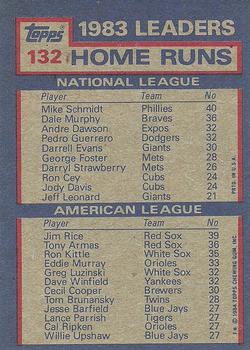 Topps
1983 LEADERS
132 HOME RUNS
NATIONAL LEAGUE
Player Team No
Mike Schmidt Phillies 40
Dale Murphy Braves 36
Andre Dawson Expos 32
Pedro Guerrero Dodgers 32
Darrell Evans Giants 30
George Foster Mets 28
Darryl Strawberry Mets 26
Ron Cey Cubs 24
Jody Davis Cubs 24
Jeff Leonard Giants 21
AMERICAN LEAGUE
Player Team No
Jim Rice Red Sox 39
Tony Armas Red Sox 36
Ron Kittle White Sox 35
Eddie Murray Orioles 33
Greg Luzinski White Sox 32
Dave Winfield Yankees 32
Cecil Cooper Brewers 30
Tom Brunansky Twins 28
Jesse Barfield Blue Jays 27
Lance Parrish Tigers 27
Cal Ripken Orioles 27
Willie Upshaw Blue Jays 27
T.M. © 1984 TOPPS CHEWING GUM, INC. PRTD. IN U.S.A.